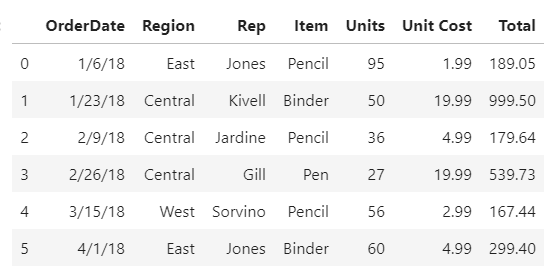 OrderDate Region Rep Item Units Unit Cost Total
0 1/6/18 East Jones Pencil 95 1.99 189.05
1 1/23/18 Central Kivell Binder 50 19.99 999.50
2 2/9/18 Central Jardine Pencil 36 4.99 179.64
3 2/26/18 Central Gill Pen 27 19.99 539.73
4 3/15/18 West Sorvino Pencil 56 2.99 167.44
5 4/1/18 East Jones Binder 60 4.99 299.40